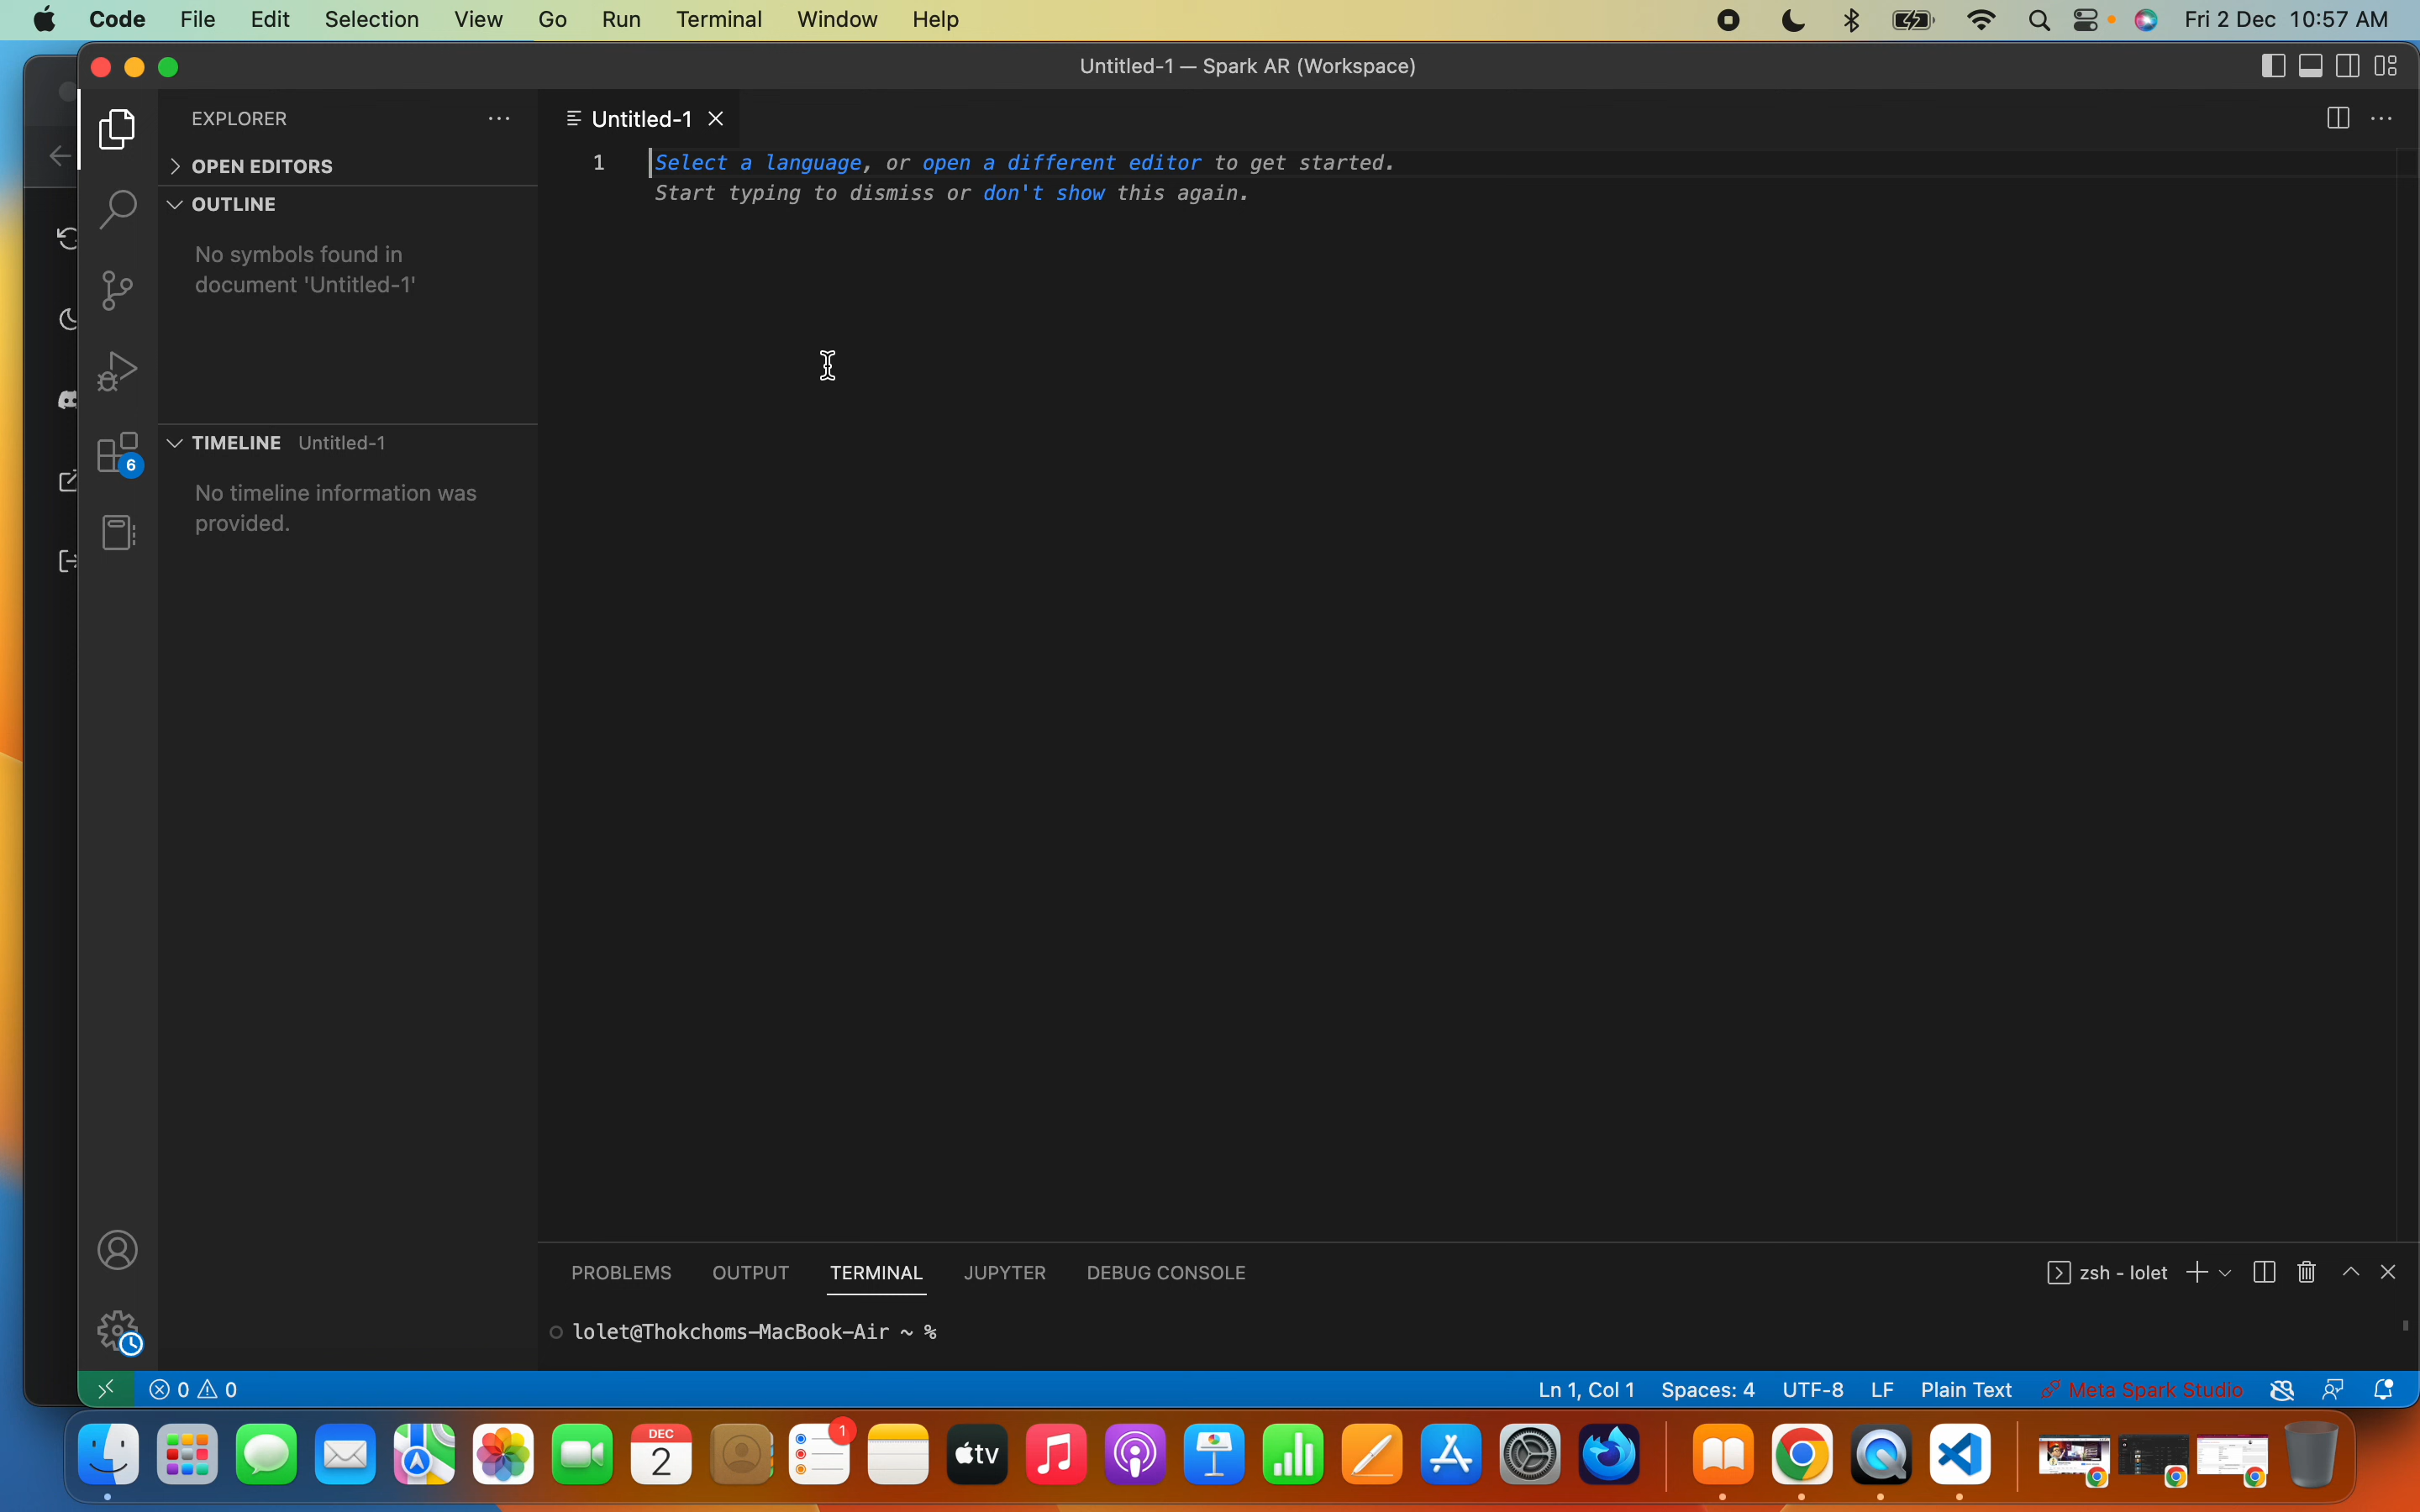 Code File Edit Selection View Go Run Terminal Window Help Fri 2 Dec 10:57 AM
Untitled-1 — Spark AR (Workspace)
EXPLORER
Untitled-1
OPEN EDITORS
1 Select a language, or open a different editor to get started.
Start typing to dismiss or don't show this again.
OUTLINE
No symbols found in
document 'Untitled-1'
TIMELINE Untitled-1
6
No timeline information was
provided.
PROBLEMS OUTPUT TERMINAL JUPYTER DEBUG CONSOLE zsh - lolet
lolet@Thokchoms-MacBook-Air ~ %
0 0 Ln 1, Col 1 Spaces: 4 UTF-8 LF Plain Text Meta Spark Studio
DEC
2
1
tv